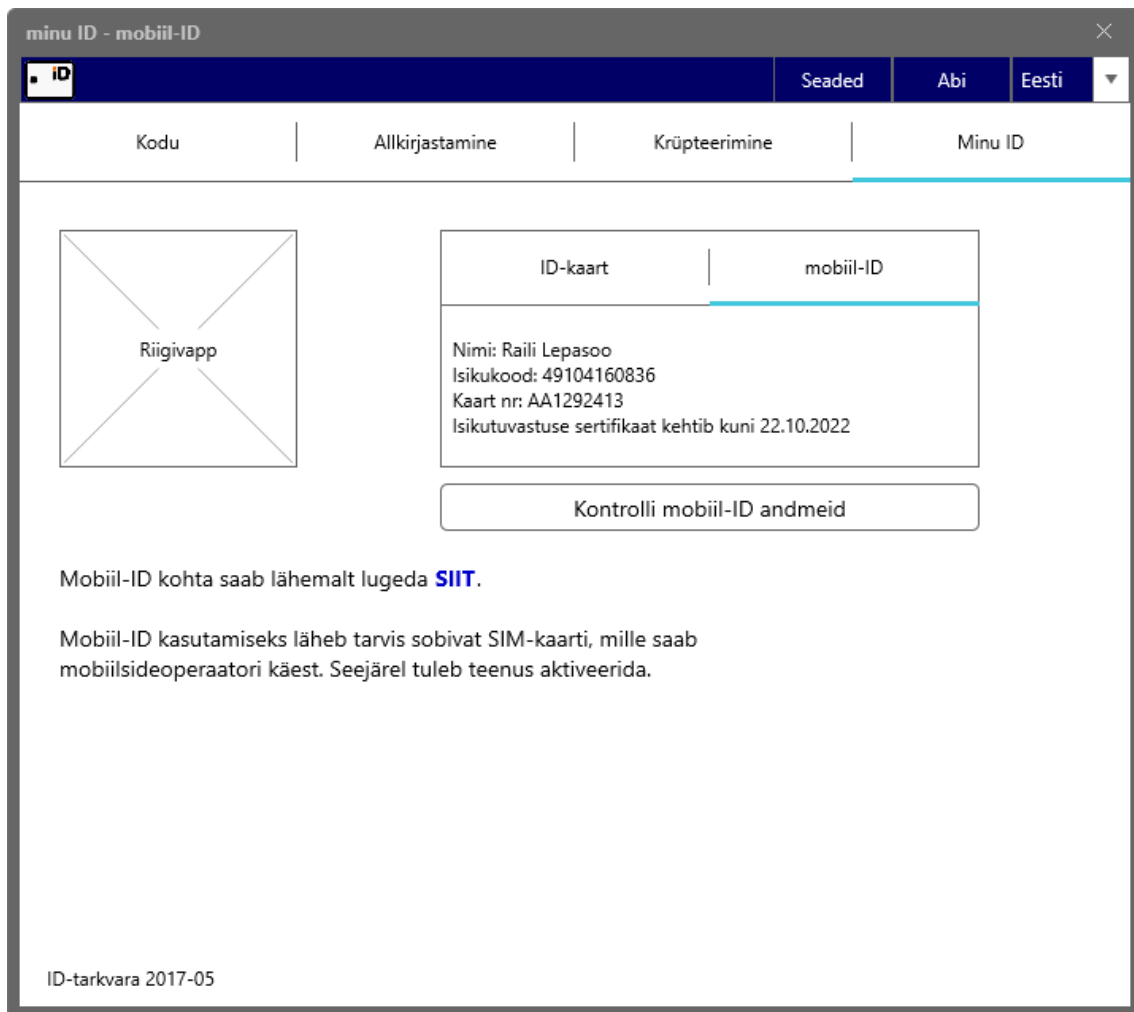 minu ID - mobiil-ID
iD
Seaded Abi Eesti
Kodu Allkirjastamine Krüpteerimine Minu ID
Riigivapp
ID-kaart mobiil-ID
Nimi: Raili Lepasoo
Isikukood: 49104160836
Kaart nr: AA1292413
Isikutuvastuse sertifikaat kehtib kuni 22.10.2022
Kontrolli mobiil-ID andmeid
Mobiil-ID kohta saab lähemalt lugeda SIIT.
Mobiil-ID kasutamiseks läheb tarvis sobivat SIM-kaarti, mille saab
mobiilsideoperaatori käest. Seejärel tuleb teenus aktiveerida.
ID-tarkvara 2017-05